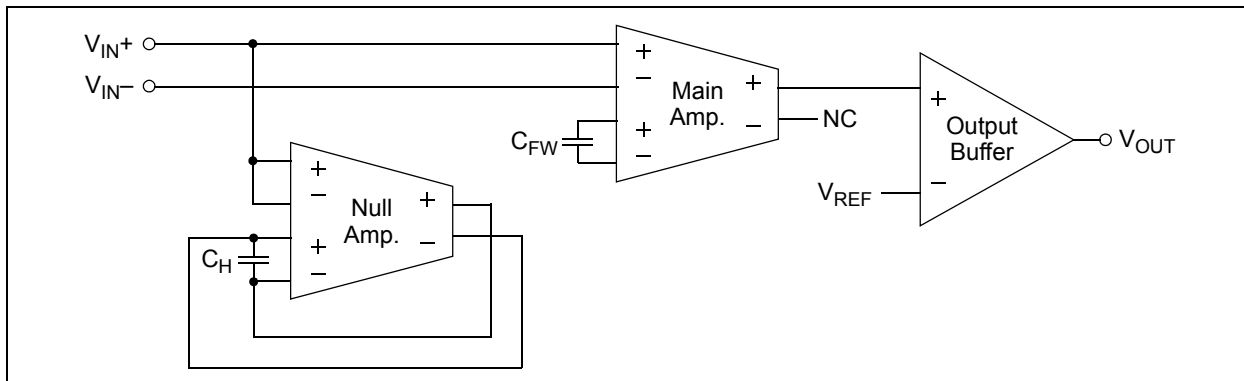 V_IN+
V_IN–
+
–
+
–
Main
Amp.
+
–
NC
C_FW
+
–
Output
Buffer
V_REF
V_OUT
+
–
+
–
Null
Amp.
+
–
C_H